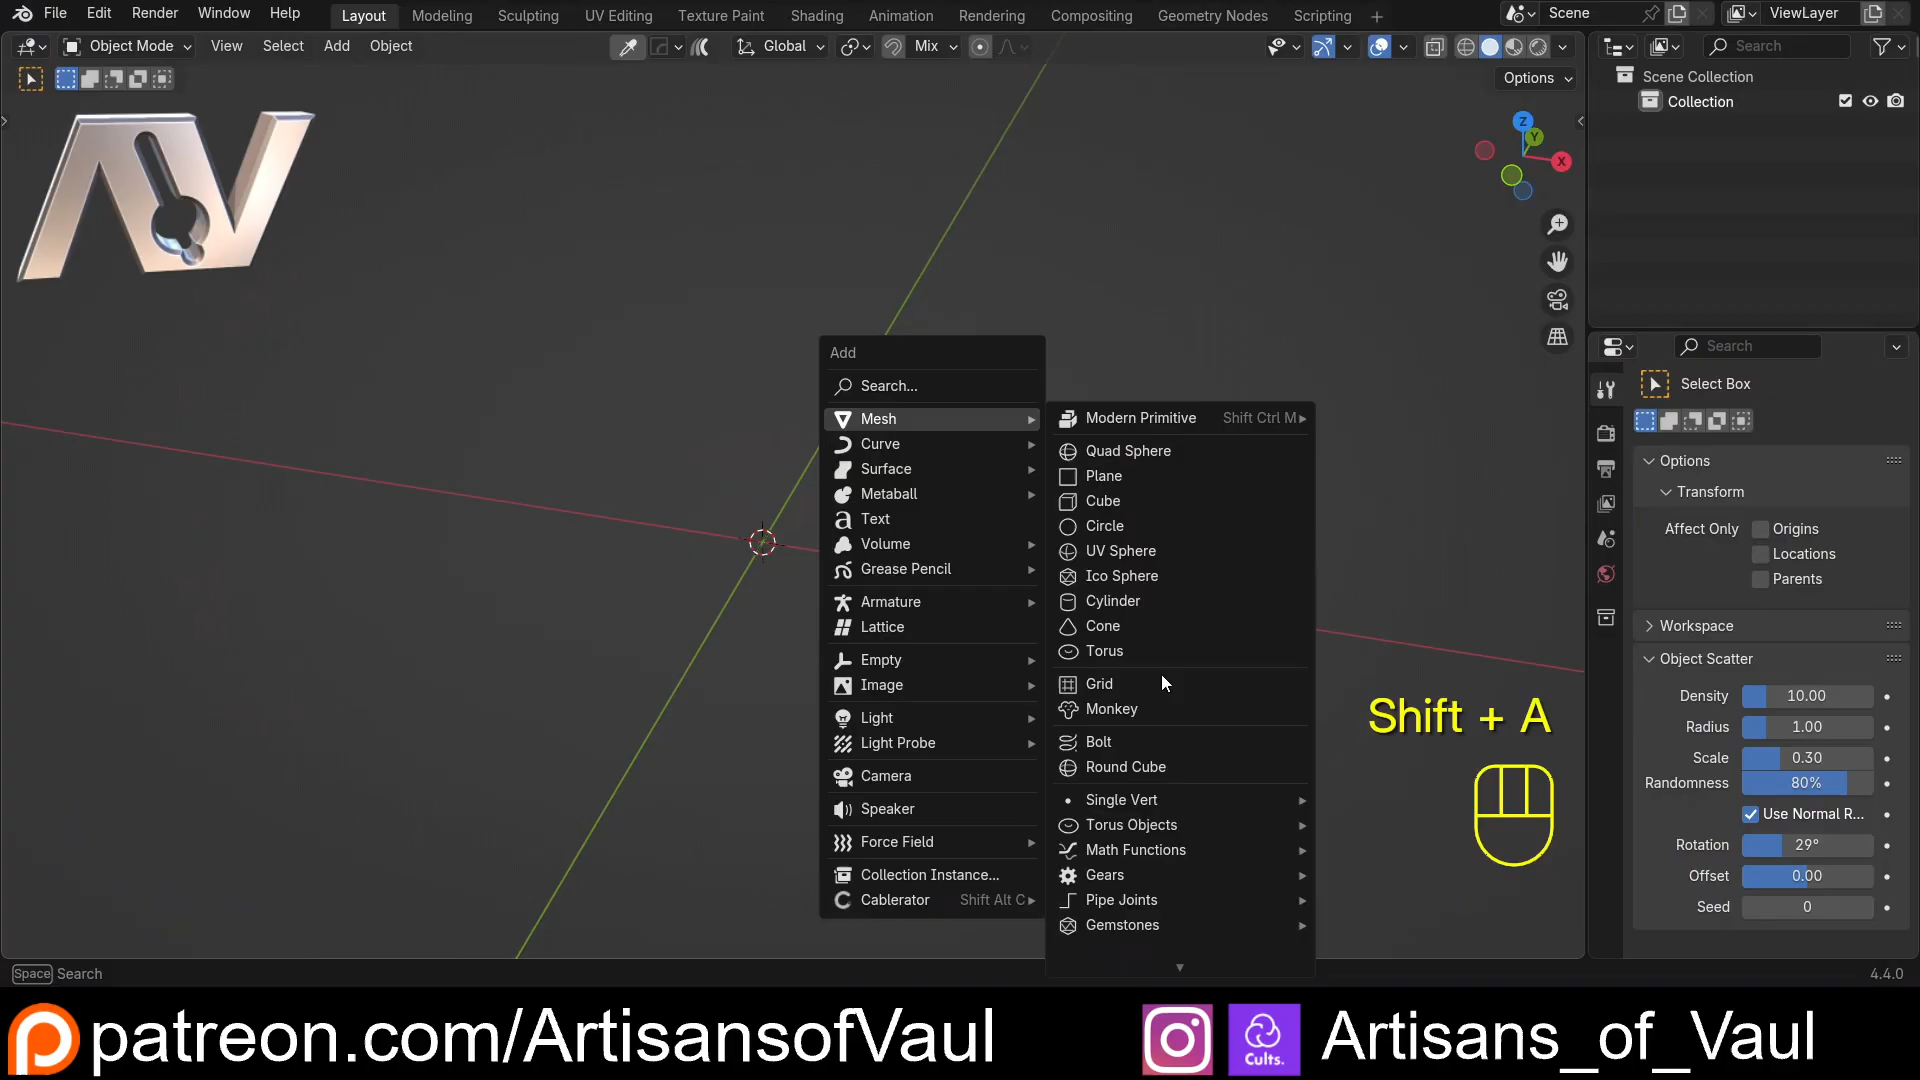 File Edit Render Window Help Layout Modeling Sculpting UV Editing Texture Paint Shading Animation Rendering Compositing Geometry Nodes Scripting + Scene ViewLayer
Object Mode View Select Add Object Global Mix Search
Options
Scene Collection
Collection
Z
Y
X
AV
Add
Search...
Mesh
Curve
Surface
Metaball
Text
Volume
Grease Pencil
Armature
Lattice
Empty
Image
Light
Light Probe
Camera
Speaker
Force Field
Collection Instance...
Cablerator Shift Alt C
Modern Primitive Shift Ctrl M
Quad Sphere
Plane
Cube
Circle
UV Sphere
Ico Sphere
Cylinder
Cone
Torus
Grid
Monkey
Bolt
Round Cube
Single Vert
Torus Objects
Math Functions
Gears
Pipe Joints
Gemstones
Shift + A
Search
Select Box
Options
Transform
Affect Only Origins
Locations
Parents
Workspace
Object Scatter
Density 10.00
Radius 1.00
Scale 0.30
Randomness 80%
Use Normal R...
Rotation 29°
Offset 0.00
Seed 0
Space Search 4.4.0
patreon.com/ArtisansofVaul Cults. Artisans_of_Vaul